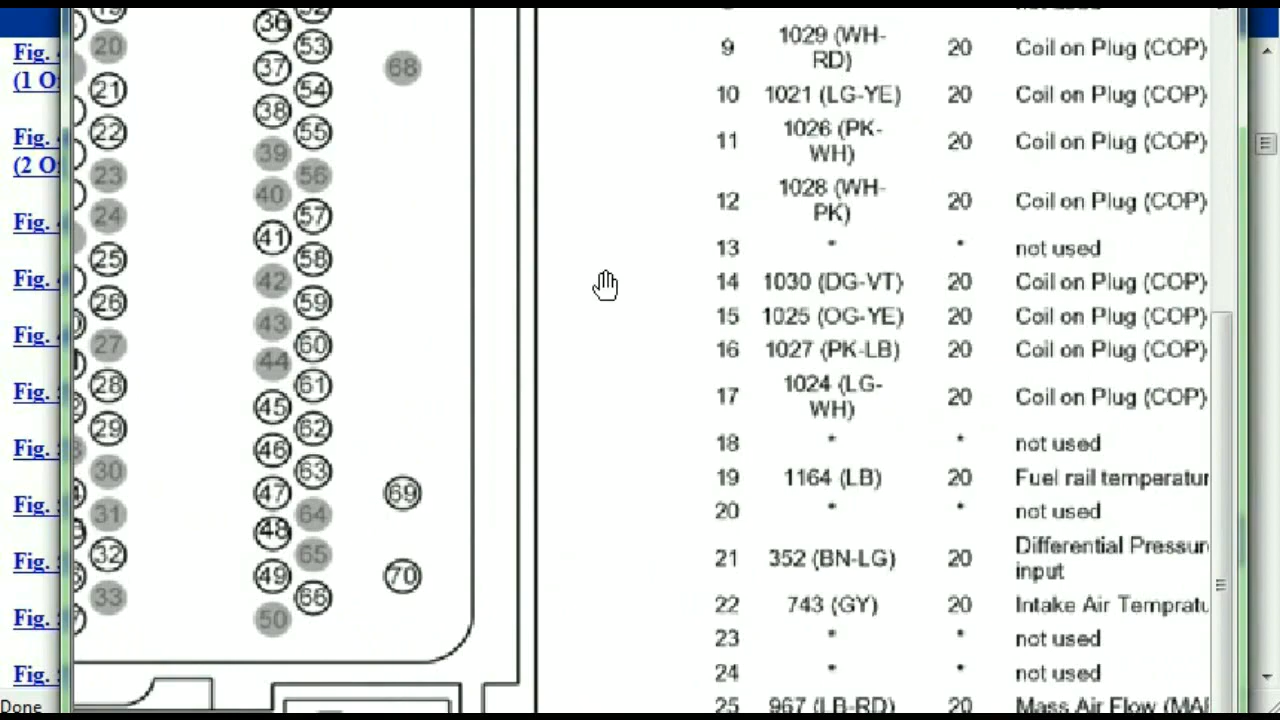 Fig.
(1 O
Fig.
(2 O
Fig.
Fig.
Fig.
Fig.
Fig.
Fig.
Fig.
Fig.
Done
20
21
22
23
24
25
26
27
28
29
30
31
32
33
36
37
38
39
40
41
42
43
44
45
46
47
48
49
50
53
54
55
56
57
58
59
60
61
62
63
64
65
66
68
69
70
not used
9 1029 (WH- 20 Coil on Plug (COP)
RD)
10 1021 (LG-YE) 20 Coil on Plug (COP)
11 1026 (PK- 20 Coil on Plug (COP)
WH)
12 1028 (WH- 20 Coil on Plug (COP)
PK)
13 * * not used
14 1030 (DG-VT) 20 Coil on Plug (COP)
15 1025 (OG-YE) 20 Coil on Plug (COP)
16 1027 (PK-LB) 20 Coil on Plug (COP)
17 1024 (LG- 20 Coil on Plug (COP)
WH)
18 * * not used
19 1164 (LB) 20 Fuel rail temperatur
20 * * not used
21 352 (BN-LG) 20 Differential Pressur
input
22 743 (GY) 20 Intake Air Tempratu
23 * * not used
24 * * not used
25 967 (LB-RD) 20 Mass Air Flow (MAF